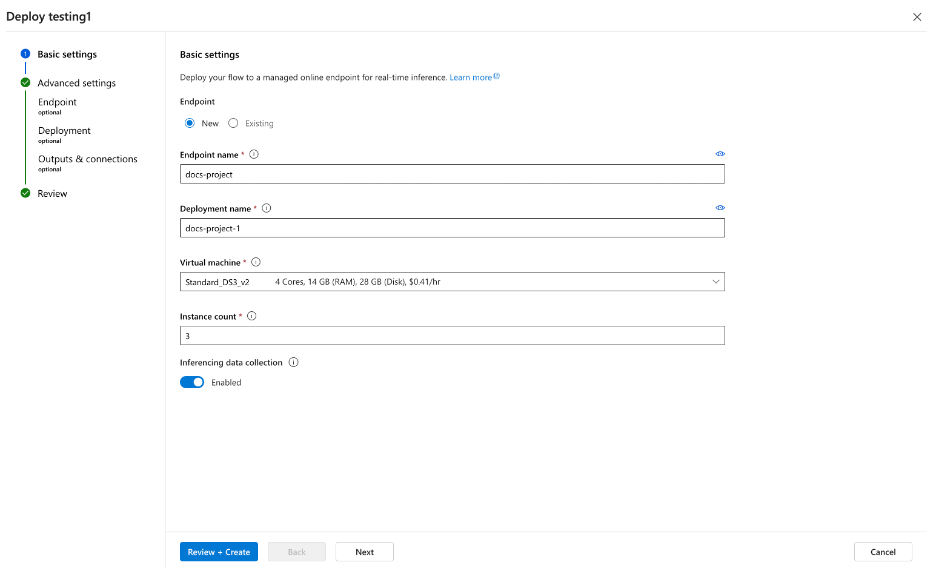 Deploy testing1
1 Basic settings
Advanced settings
Endpoint
optional
Deployment
optional
Outputs & connections
optional
Review
Basic settings
Deploy your flow to a managed online endpoint for real-time inference. Learn more
Endpoint
New Existing
Endpoint name *
docs-project
Deployment name *
docs-project-1
Virtual machine *
Standard_DS3_v2 4 Cores, 14 GB (RAM), 28 GB (Disk), $0.41/hr
Instance count *
3
Inferencing data collection
Enabled
Review + Create Back Next Cancel